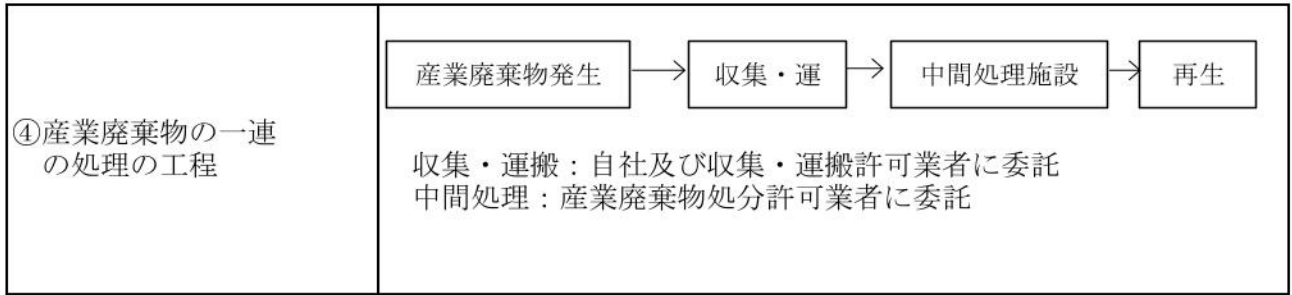 ④産業廃棄物の一連
の処理の工程
産業廃棄物発生
収集・運
中間処理施設
再生
収集・運搬：自社及び収集・運搬許可業者に委託
中間処理：産業廃棄物処分許可業者に委託